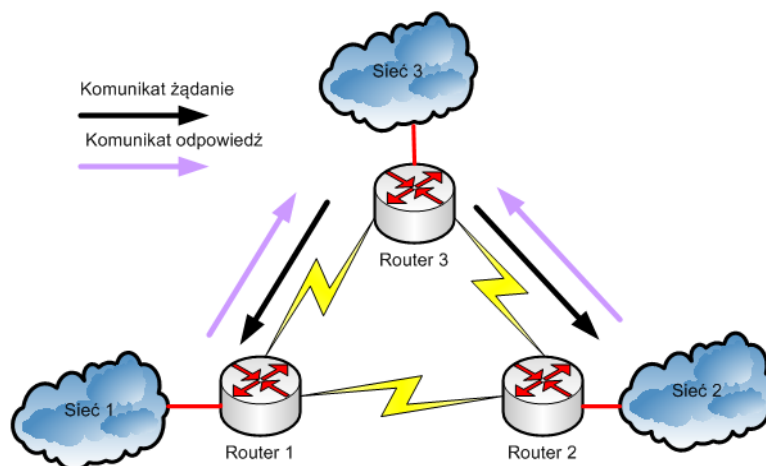 Sieć 3
Komunikat żądanie
Komunikat odpowiedź
Router 3
Sieć 1
Sieć 2
Router 1
Router 2